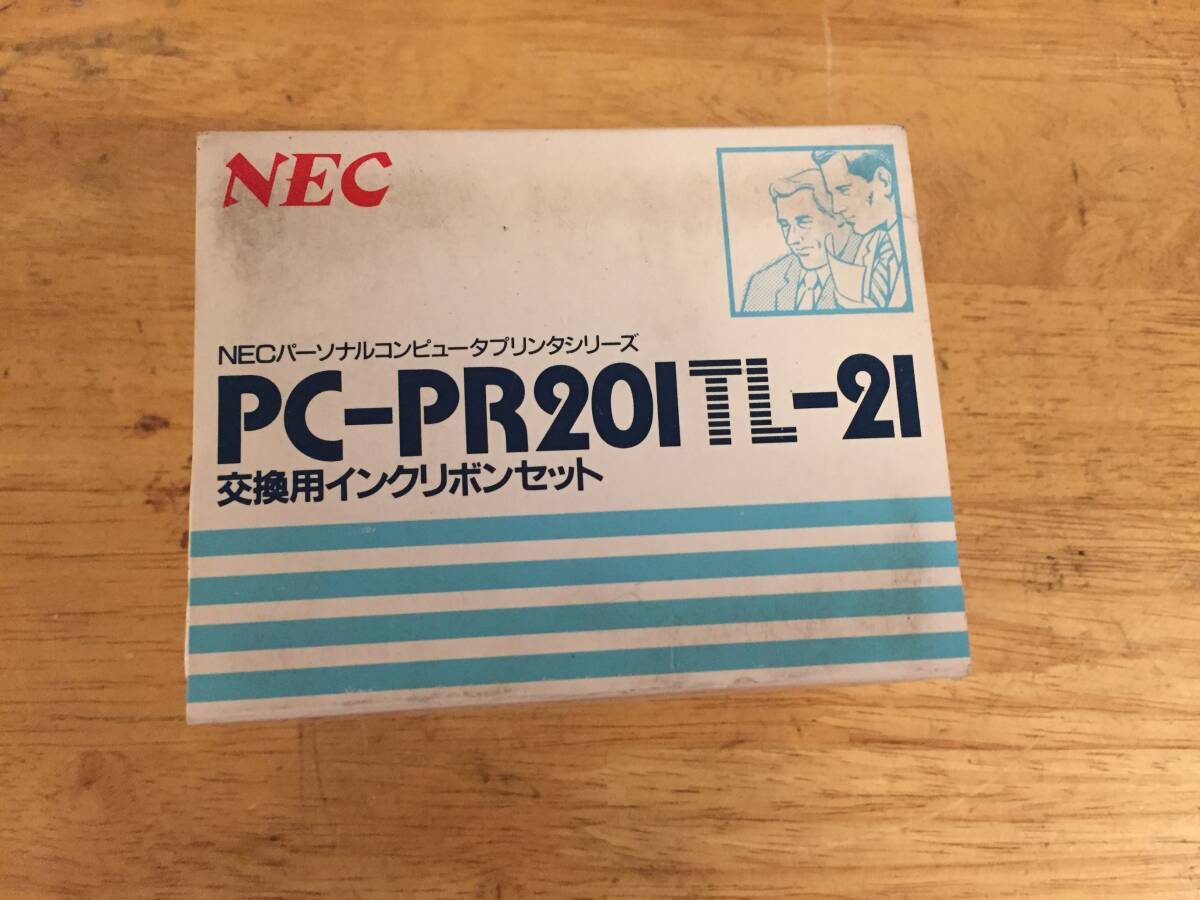 NEC
NECパーソナルコンピュータプリンタシリーズ
PC-PR201TL-21
交換用インクリボンセット